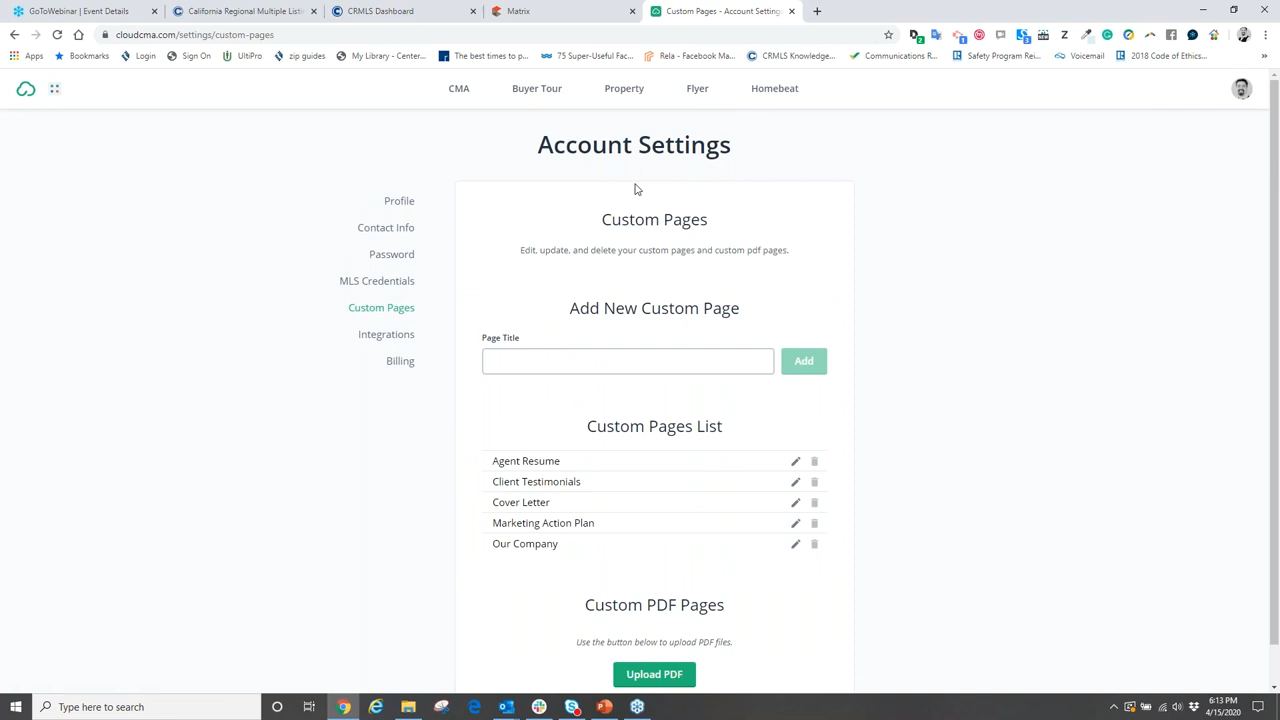 GoToWebinar | Event Details
California Regional Multiple Listin
CRMLS Dashboard
Matrix
Custom Pages - Account Settings
cloudcma.com/settings/custom-pages
Apps
Bookmarks
Login
Sign On
UltiPro
zip guides
My Library - Center...
The best times to p...
75 Super-Useful Fac...
Rela - Facebook Ma...
CRMLS Knowledge...
Communications R...
Safety Program Rei...
Voicemail
2018 Code of Ethics...
CMA
Buyer Tour
Property
Flyer
Homebeat
Account Settings
Profile
Contact Info
Password
MLS Credentials
Custom Pages
Integrations
Billing
Custom Pages
Edit, update, and delete your custom pages and custom pdf pages.
Add New Custom Page
Page Title
Add
Custom Pages List
Agent Resume
Client Testimonials
Cover Letter
Marketing Action Plan
Our Company
Custom PDF Pages
Use the button below to upload PDF files.
Upload PDF
Type here to search
6:13 PM
4/15/2020